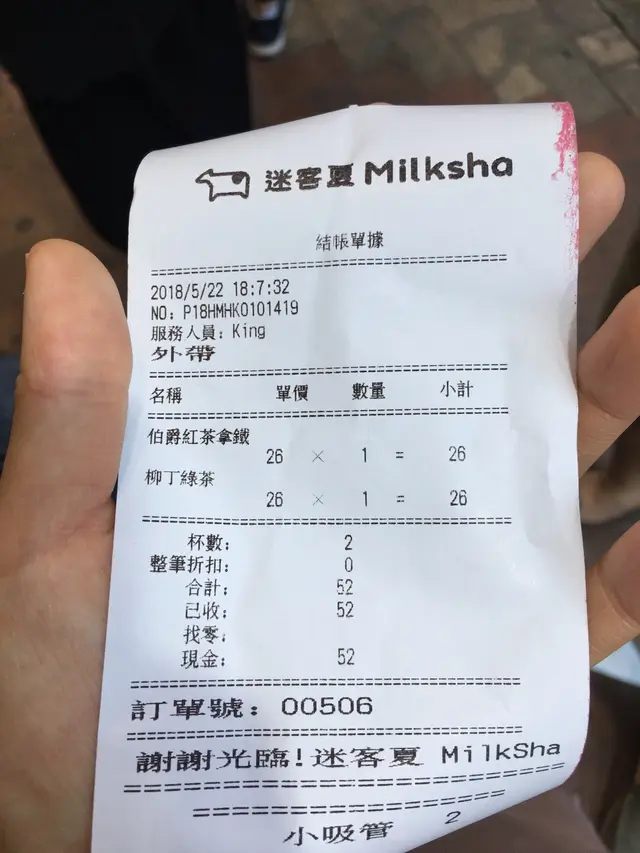 迷客夏 Milksha
結帳單據
==========================================
2018/5/22 18:7:32
NO: P18HMHK0101419
服務人員: King
外帶
==========================================
名稱 單價 數量 小計
==========================================
伯爵紅茶拿鐵
26 × 1 = 26
柳丁綠茶
26 × 1 = 26
==========================================
杯數: 2
整筆折扣: 0
合計: 52
已收: 52
找零:
現金: 52
==========================================
訂單號: 00506
==========================================
謝謝光臨!迷客夏 MilkSha
==========================================
==============================
小吸管 2